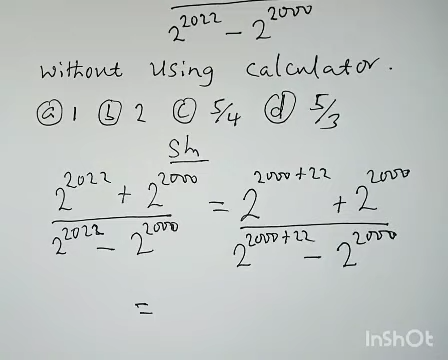 2^2022 - 2^2000
without using calculator.
ⓐ 1 ⓑ 2 ⓒ 5/4 ⓓ 5/3
Sln
(2^2022 + 2^2000)/(2^2022 - 2^2000) = (2^(2000+22) + 2^2000)/(2^(2000+22) - 2^2000)
=
InShOt